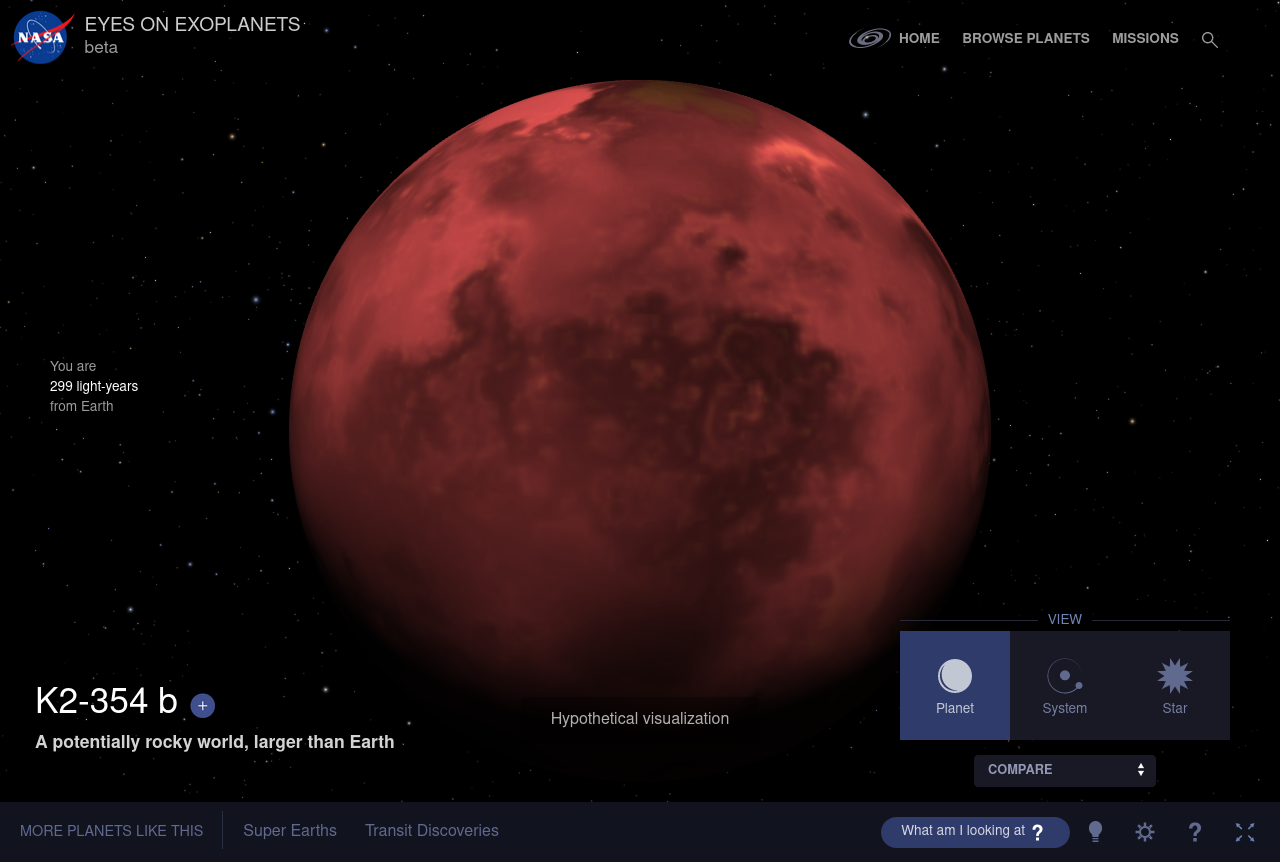 NASA
EYES ON EXOPLANETS
beta
HOME
BROWSE PLANETS
MISSIONS
You are
299 light-years
from Earth
K2-354 b +
A potentially rocky world, larger than Earth
Hypothetical visualization
VIEW
Planet
System
Star
COMPARE
MORE PLANETS LIKE THIS
Super Earths
Transit Discoveries
What am I looking at ?
?